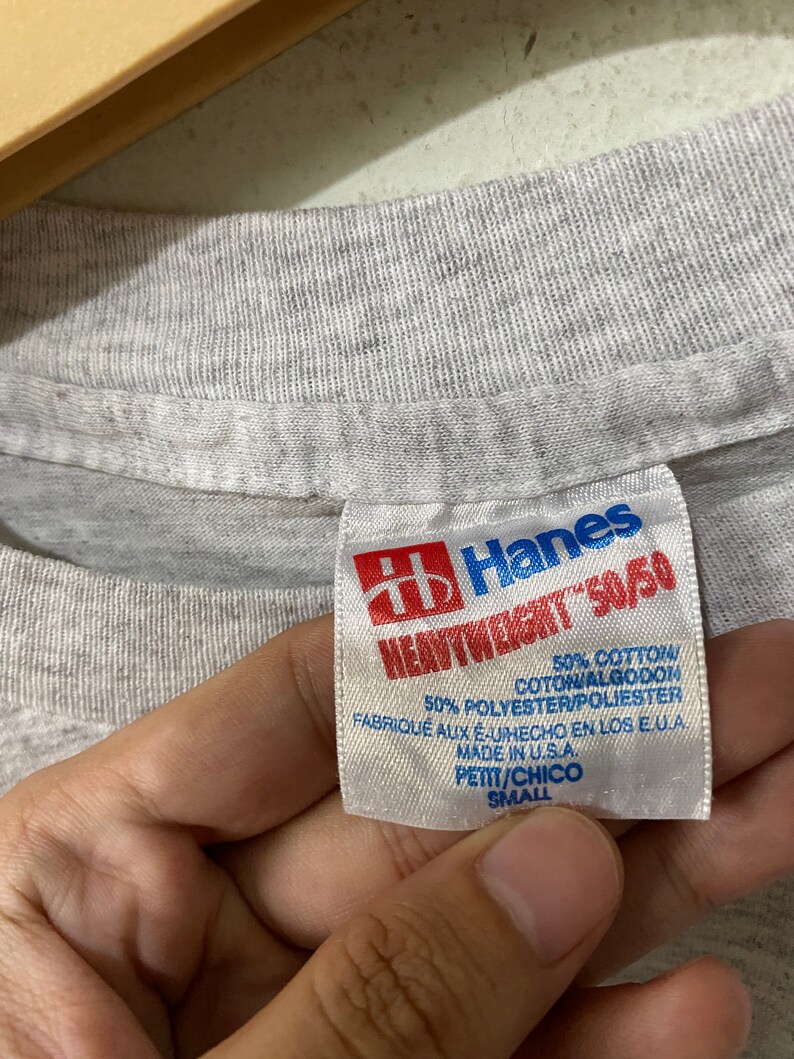 H Hanes
HEAVYWEIGHT™ 50/50
50% COTTON/
COTON/ALGODON
50% POLYESTER/POLIESTER
FABRIQUÉ AUX É-U/HECHO EN LOS E.U.A.
MADE IN U.S.A.
PETIT/CHICO
SMALL